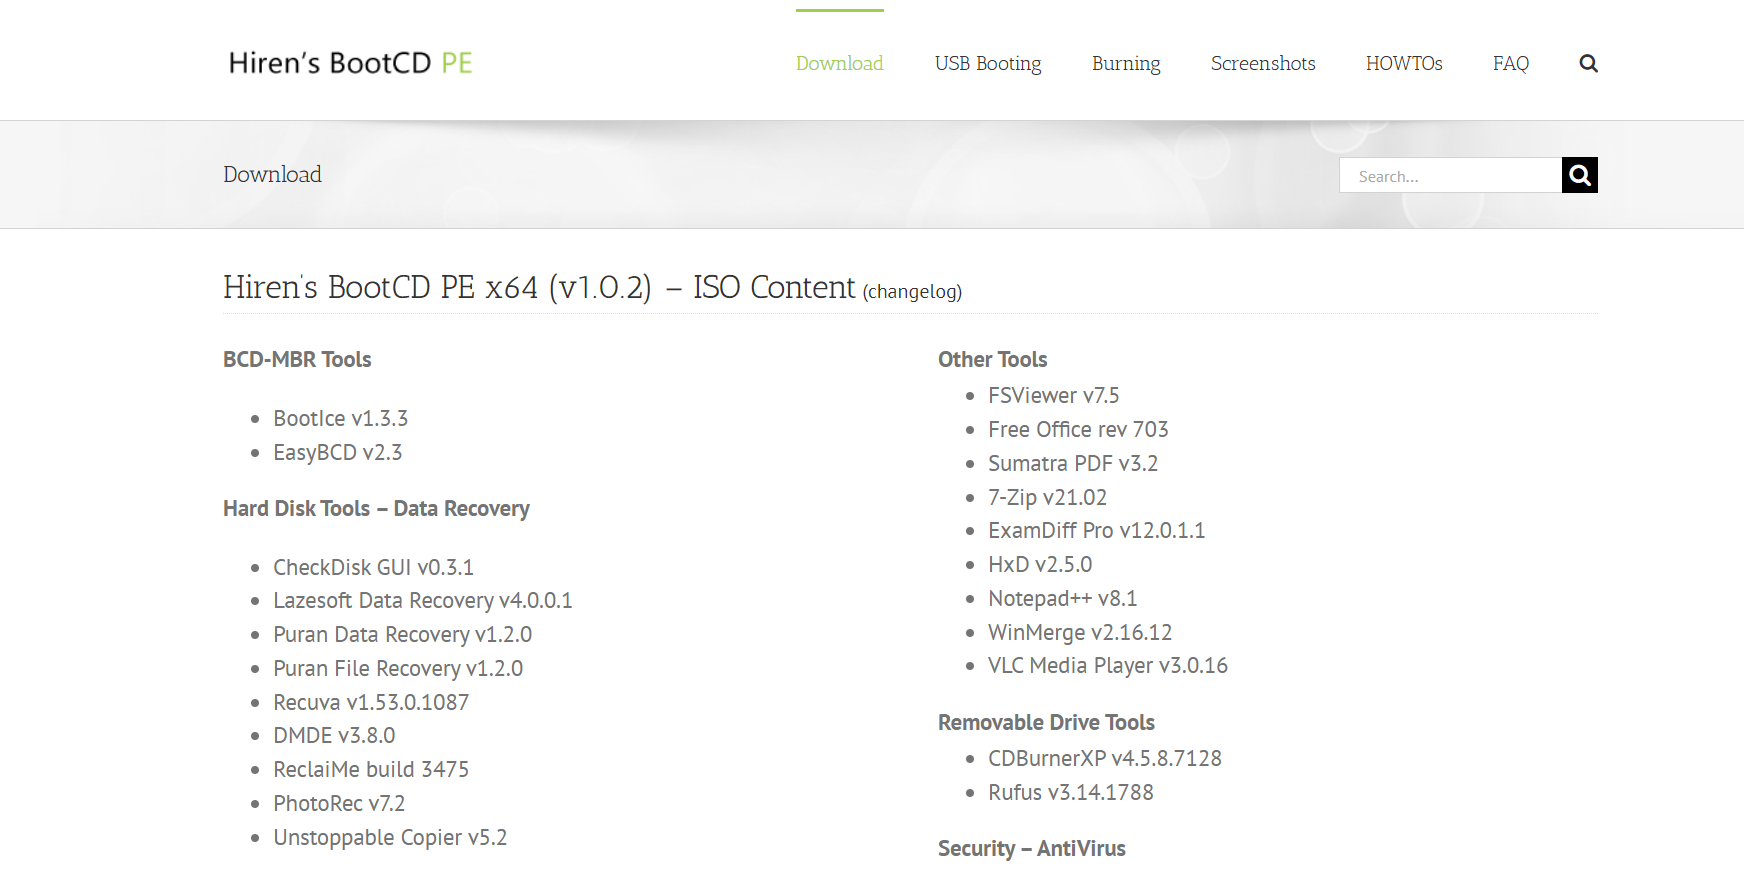 Hiren's BootCD PE
Download
USB Booting
Burning
Screenshots
HOWTOs
FAQ
Download
Search...
Hiren's BootCD PE x64 (v1.0.2) – ISO Content (changelog)
BCD-MBR Tools
BootIce v1.3.3
EasyBCD v2.3
Hard Disk Tools – Data Recovery
CheckDisk GUI v0.3.1
Lazesoft Data Recovery v4.0.0.1
Puran Data Recovery v1.2.0
Puran File Recovery v1.2.0
Recuva v1.53.0.1087
DMDE v3.8.0
ReclaiMe build 3475
PhotoRec v7.2
Unstoppable Copier v5.2
Other Tools
FSViewer v7.5
Free Office rev 703
Sumatra PDF v3.2
7-Zip v21.02
ExamDiff Pro v12.0.1.1
HxD v2.5.0
Notepad++ v8.1
WinMerge v2.16.12
VLC Media Player v3.0.16
Removable Drive Tools
CDBurnerXP v4.5.8.7128
Rufus v3.14.1788
Security – AntiVirus